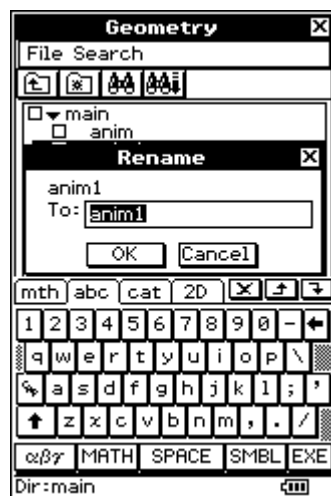 Geometry
File Search
main
anim
Rename
anim1
To: anim1
OK Cancel
mth abc cat 2D
1 2 3 4 5 6 7 8 9 0 -
q w e r t y u i o p \
a s d f g h j k l ; '
z x c v b n m , . /
αβγ MATH SPACE SMBL EXE
Dir:main